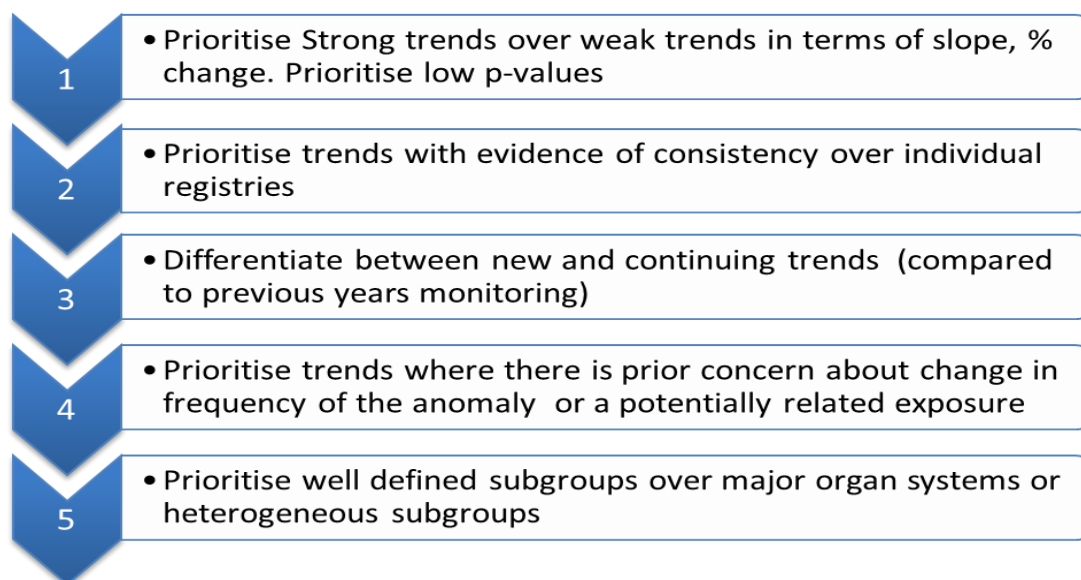 1
• Prioritise Strong trends over weak trends in terms of slope, %
change. Prioritise low p-values
2
• Prioritise trends with evidence of consistency over individual
registries
3
• Differentiate between new and continuing trends (compared
to previous years monitoring)
4
• Prioritise trends where there is prior concern about change in
frequency of the anomaly or a potentially related exposure
5
• Prioritise well defined subgroups over major organ systems or
heterogeneous subgroups